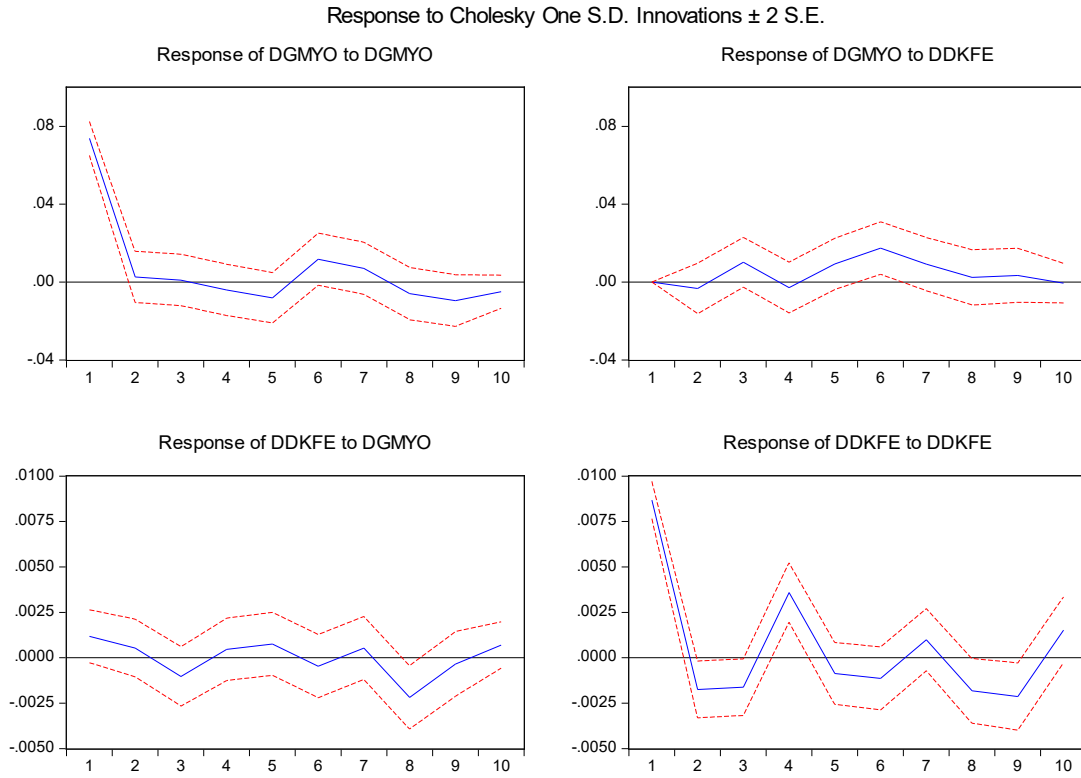 Response to Cholesky One S.D. Innovations ± 2 S.E.
Response of DGMYO to DGMYO
.08
.04
.00
-.04
1 2 3 4 5 6 7 8 9 10
Response of DGMYO to DDKFE
.08
.04
.00
-.04
1 2 3 4 5 6 7 8 9 10
Response of DDKFE to DGMYO
.0100
.0075
.0050
.0025
.0000
-.0025
-.0050
1 2 3 4 5 6 7 8 9 10
Response of DDKFE to DDKFE
.0100
.0075
.0050
.0025
.0000
-.0025
-.0050
1 2 3 4 5 6 7 8 9 10